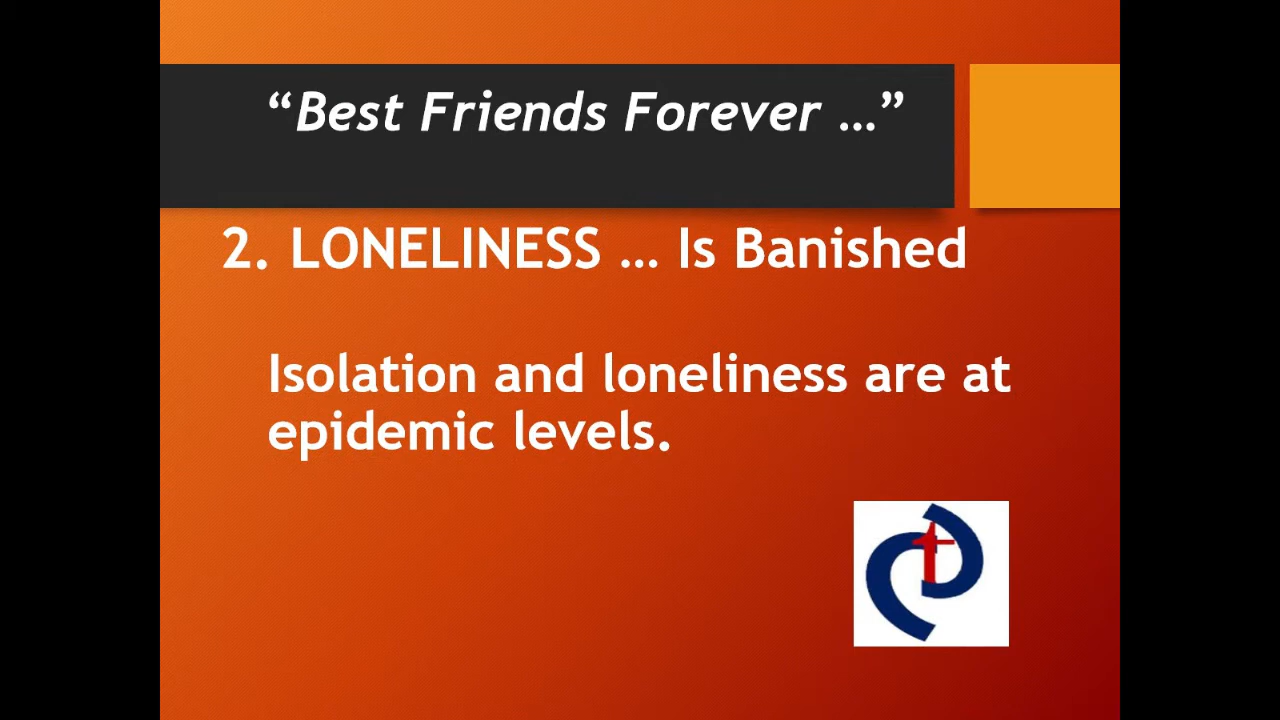 “Best Friends Forever …”
2. LONELINESS … Is Banished
Isolation and loneliness are at
epidemic levels.